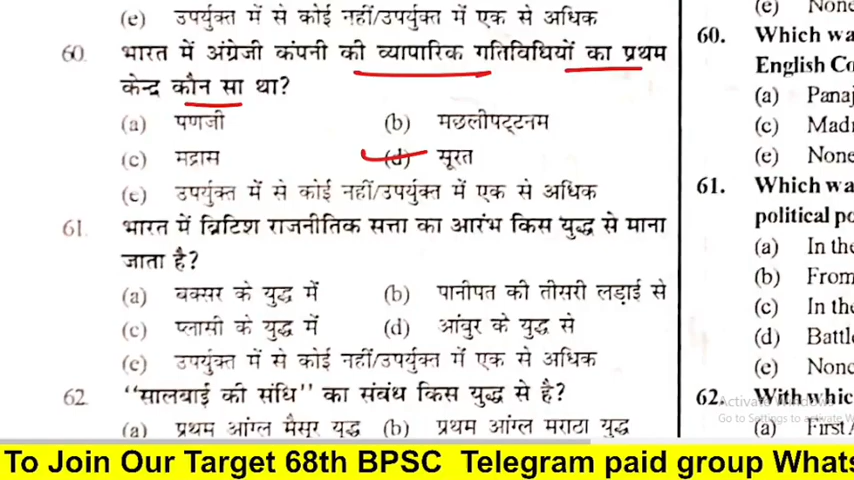 (e) उपर्युक्त में से कोई नहीं/उपर्युक्त में एक से अधिक
60. भारत में अंग्रेजी कंपनी की व्यापारिक गतिविधियों का प्रथम
केन्द्र कौन सा था?
(a) पणजी (b) मछलीपट्टनम
(c) मद्रास (d) सूरत
(e) उपर्युक्त में से कोई नहीं/उपर्युक्त में एक से अधिक
61. भारत में ब्रिटिश राजनीतिक सत्ता का आरंभ किस युद्ध से माना
जाता है?
(a) बक्सर के युद्ध में (b) पानीपत की तीसरी लड़ाई से
(c) प्लासी के युद्ध में (d) आंबुर के युद्ध से
(e) उपर्युक्त में से कोई नहीं/उपर्युक्त में एक से अधिक
62. "सालबाई की संधि" का संबंध किस युद्ध से है?
(a) प्रथम आंग्ल मैसूर युद्ध (b) प्रथम आंग्ल मराठा युद्ध
(e) None
60. Which wa
English Co
(a) Panaj
(c) Madr
(e) None
61. Which wa
political po
(a) In the
(b) From
(c) In the
(d) Battle
(e) None
62. With whic
(a) First A
Activate Windows
Go to Settings to activate W
To Join Our Target 68th BPSC Telegram paid group Whats